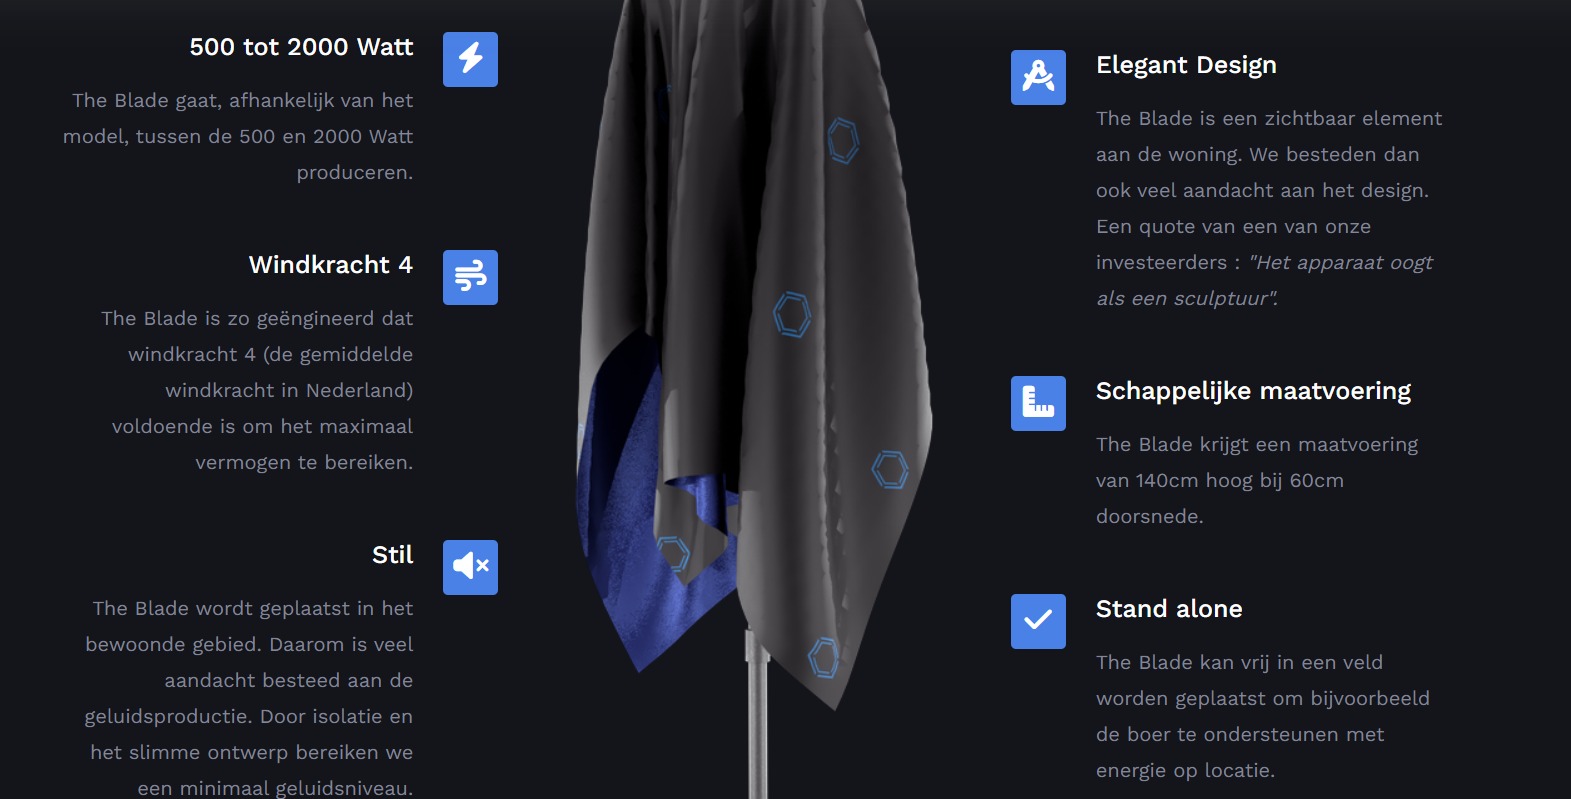 500 tot 2000 Watt
The Blade gaat, afhankelijk van het
model, tussen de 500 en 2000 Watt
produceren.
Windkracht 4
The Blade is zo geëngineerd dat
windkracht 4 (de gemiddelde
windkracht in Nederland)
voldoende is om het maximaal
vermogen te bereiken.
Stil
The Blade wordt geplaatst in het
bewoonde gebied. Daarom is veel
aandacht besteed aan de
geluidsproductie. Door isolatie en
het slimme ontwerp bereiken we
een minimaal geluidsniveau.
Elegant Design
The Blade is een zichtbaar element
aan de woning. We besteden dan
ook veel aandacht aan het design.
Een quote van een van onze
investeerders : "Het apparaat oogt
als een sculptuur".
Schappelijke maatvoering
The Blade krijgt een maatvoering
van 140cm hoog bij 60cm
doorsnede.
Stand alone
The Blade kan vrij in een veld
worden geplaatst om bijvoorbeeld
de boer te ondersteunen met
energie op locatie.